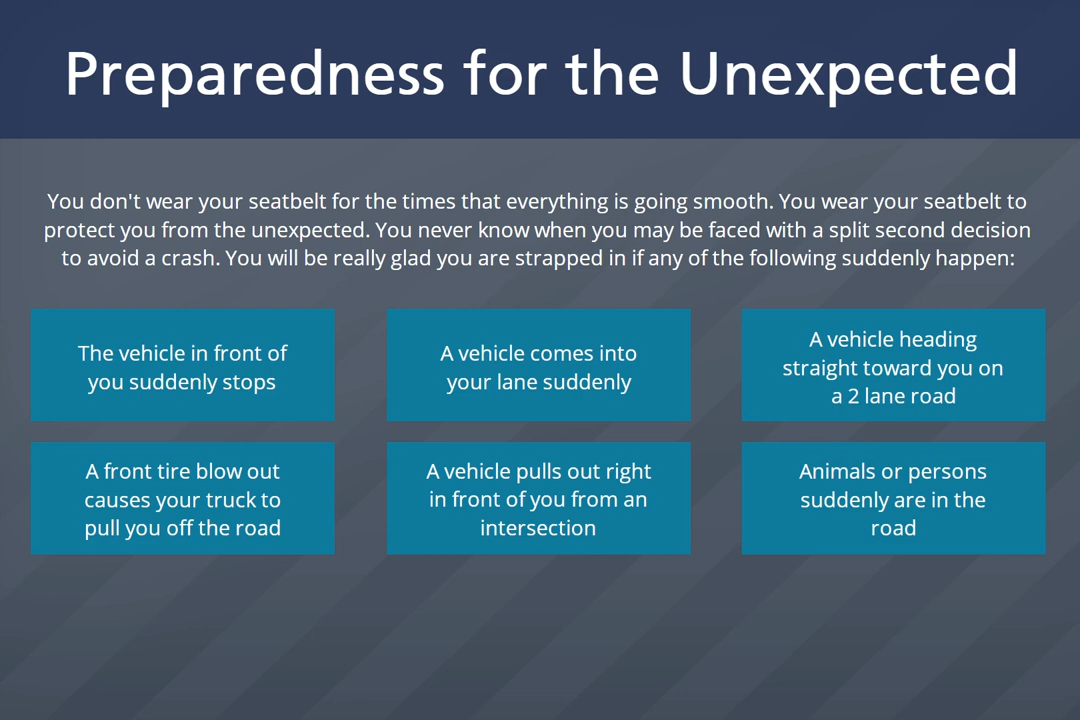 Preparedness for the Unexpected
You don't wear your seatbelt for the times that everything is going smooth. You wear your seatbelt to
protect you from the unexpected. You never know when you may be faced with a split second decision
to avoid a crash. You will be really glad you are strapped in if any of the following suddenly happen:
The vehicle in front of
you suddenly stops
A vehicle comes into
your lane suddenly
A vehicle heading
straight toward you on
a 2 lane road
A front tire blow out
causes your truck to
pull you off the road
A vehicle pulls out right
in front of you from an
intersection
Animals or persons
suddenly are in the
road